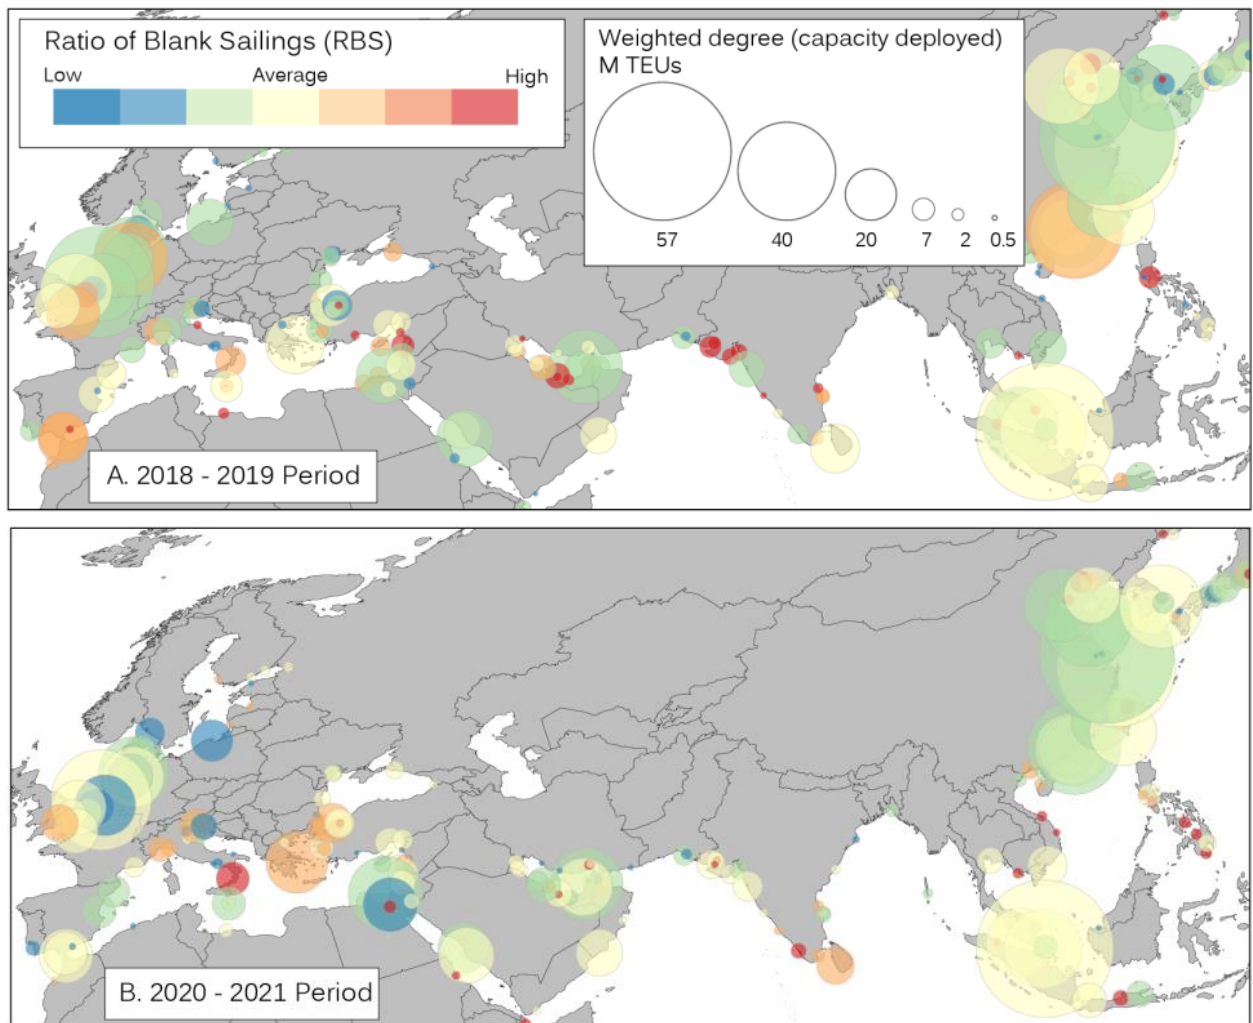 Ratio of Blank Sailings (RBS)
Low Average High
Weighted degree (capacity deployed)
M TEUs
57 40 20 7 2 0.5
A. 2018 - 2019 Period
B. 2020 - 2021 Period